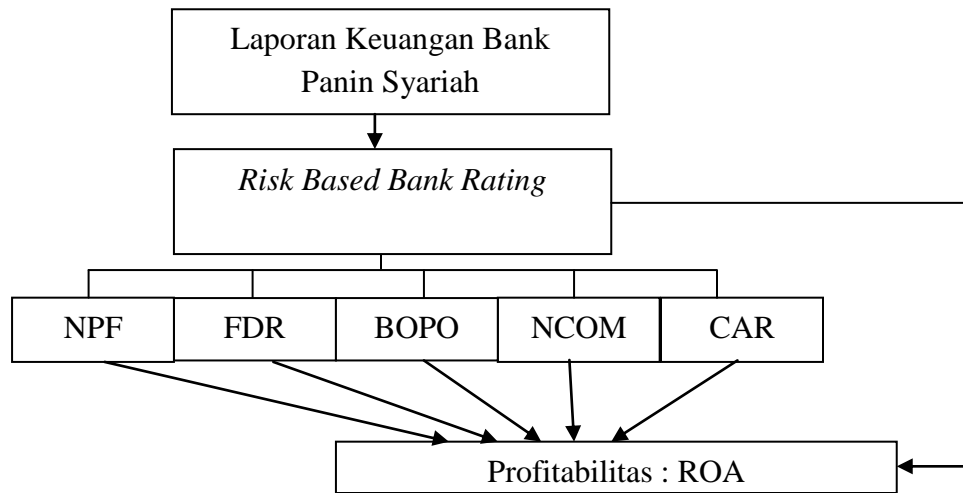 Laporan Keuangan Bank
Panin Syariah
Risk Based Bank Rating
NPF
FDR
BOPO
NCOM
CAR
Profitabilitas : ROA